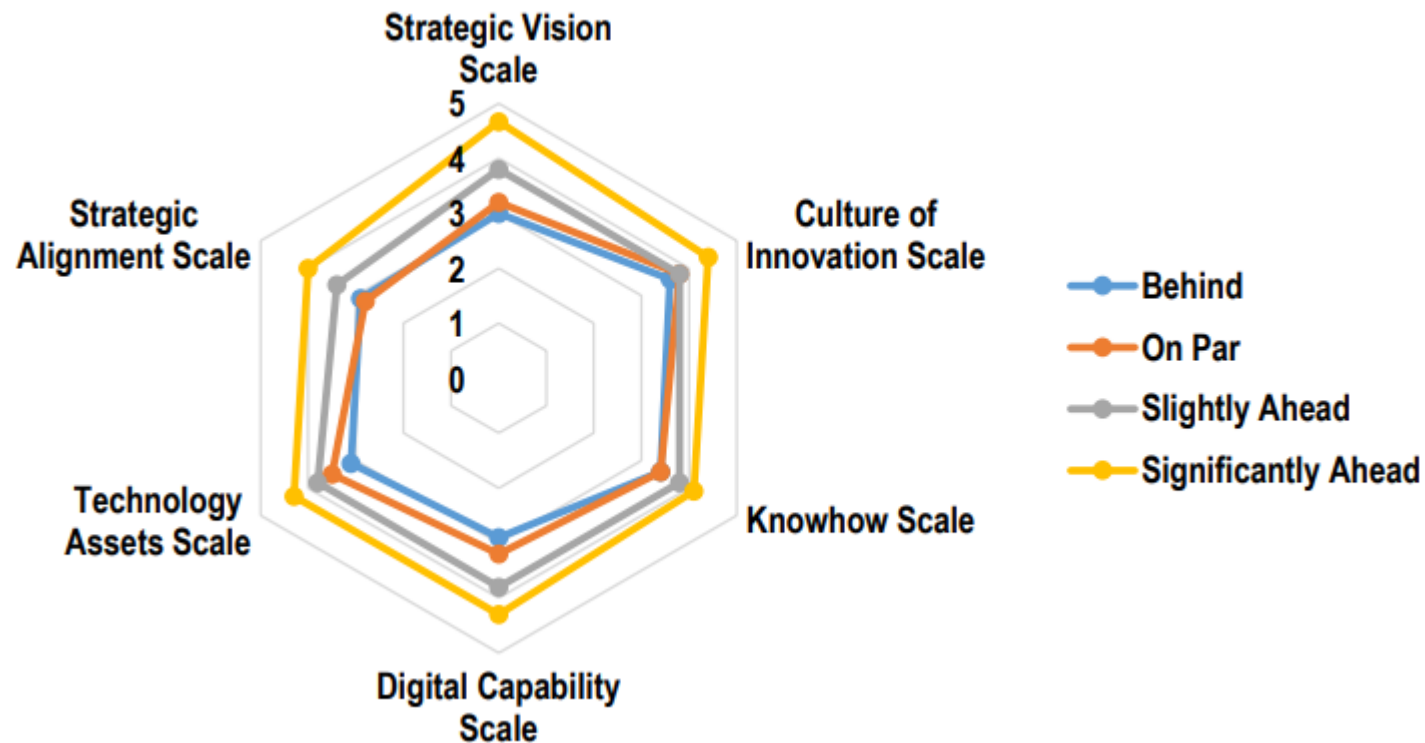 Strategic Vision
Scale
5
4
3
2
1
0
Culture of
Innovation Scale
Knowhow Scale
Digital Capability
Scale
Technology
Assets Scale
Strategic
Alignment Scale
Behind
On Par
Slightly Ahead
Significantly Ahead